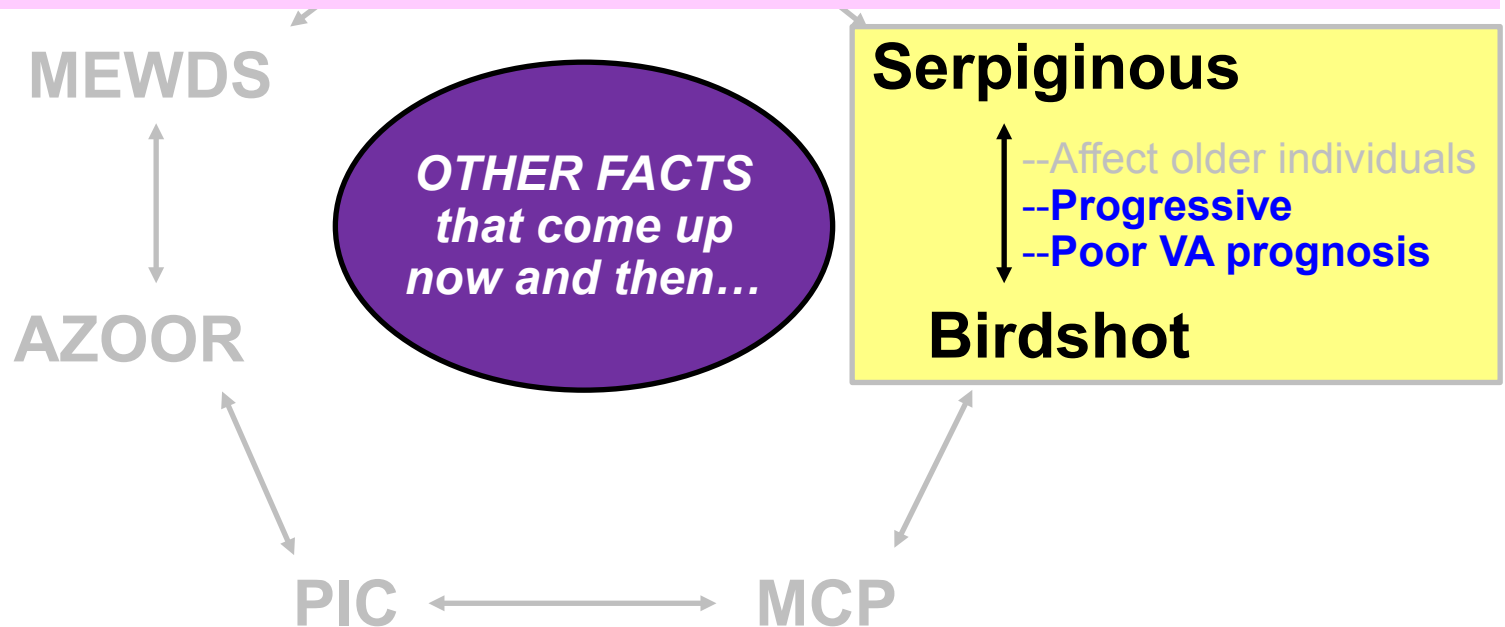 MEWDS
AZOOR
OTHER FACTS
that come up
now and then…
Serpiginous
--Affect older individuals
--Progressive
--Poor VA prognosis
Birdshot
PIC
MCP